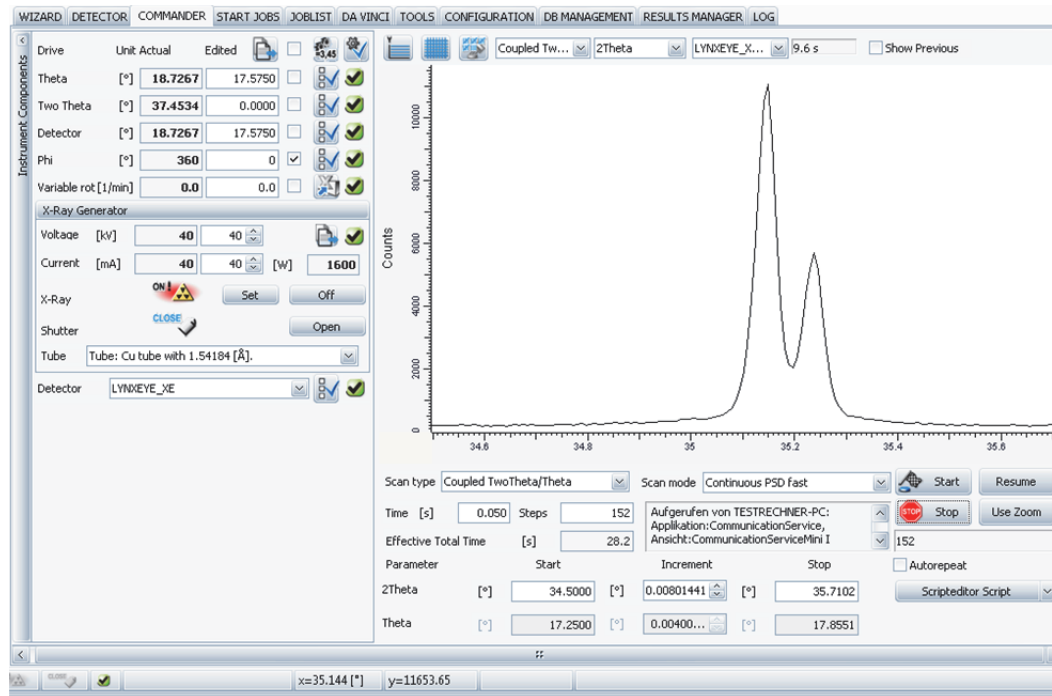 WIZARD DETECTOR COMMANDER START JOBS JOBLIST DA VINCI TOOLS CONFIGURATION DB MANAGEMENT RESULTS MANAGER LOG
Instrument Components
Drive Unit Actual Edited =3,45
Theta [°] 18.7267 17.5750
Two Theta [°] 37.4534 0.0000
Detector [°] 18.7267 17.5750
Phi [°] 360 0
Variable rot [1/min] 0.0 0.0
X-Ray Generator
Voltage [kV] 40 40
Current [mA] 40 40 [W] 1600
X-Ray ON! Set Off
Shutter CLOSE Open
Tube Tube: Cu tube with 1.54184 [Å].
Detector LYNXEYE_XE
Coupled Tw... 2Theta LYNXEYE_X... 9.6 s Show Previous
Counts
10000
8000
6000
4000
2000
0
34.6 34.8 35 35.2 35.4 35.6
Scan type Coupled TwoTheta/Theta Scan mode Continuous PSD fast Start Resume
Time [s] 0.050 Steps 152 STOP Stop Use Zoom
Aufgerufen von TESTRECHNER-PC:
Applikation:CommunicationService,
Ansicht:CommunicationServiceMini I
Effective Total Time [s] 28.2 152
Parameter Start Increment Stop Autorepeat
2Theta [°] 34.5000 [°] 0.00801441 [°] 35.7102 Scripteditor Script
Theta [°] 17.2500 [°] 0.00400... [°] 17.8551
CLOSE x=35.144 [°] y=11653.65